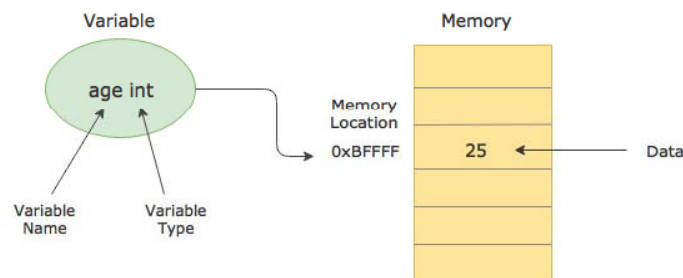 Variable
Memory
age int
Memory
Location
0xBFFFF
25
Data
Variable
Name
Variable
Type